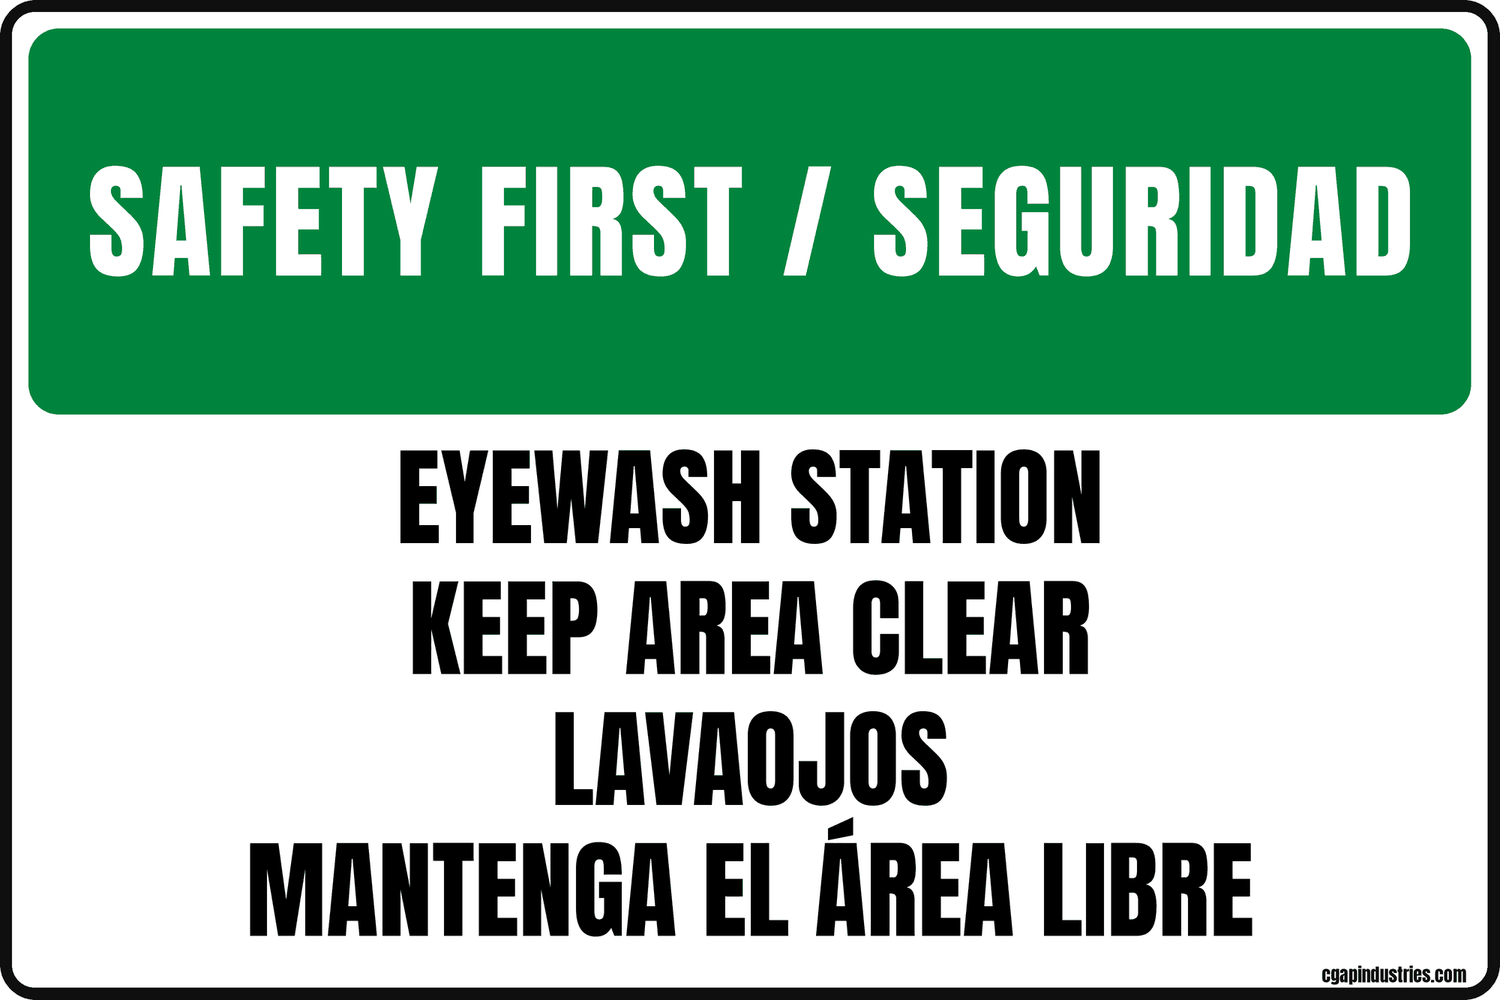 SAFETY FIRST / SEGURIDAD
EYEWASH STATION
KEEP AREA CLEAR
LAVAOJOS
MANTENGA EL ÁREA LIBRE
cgapindustries.com